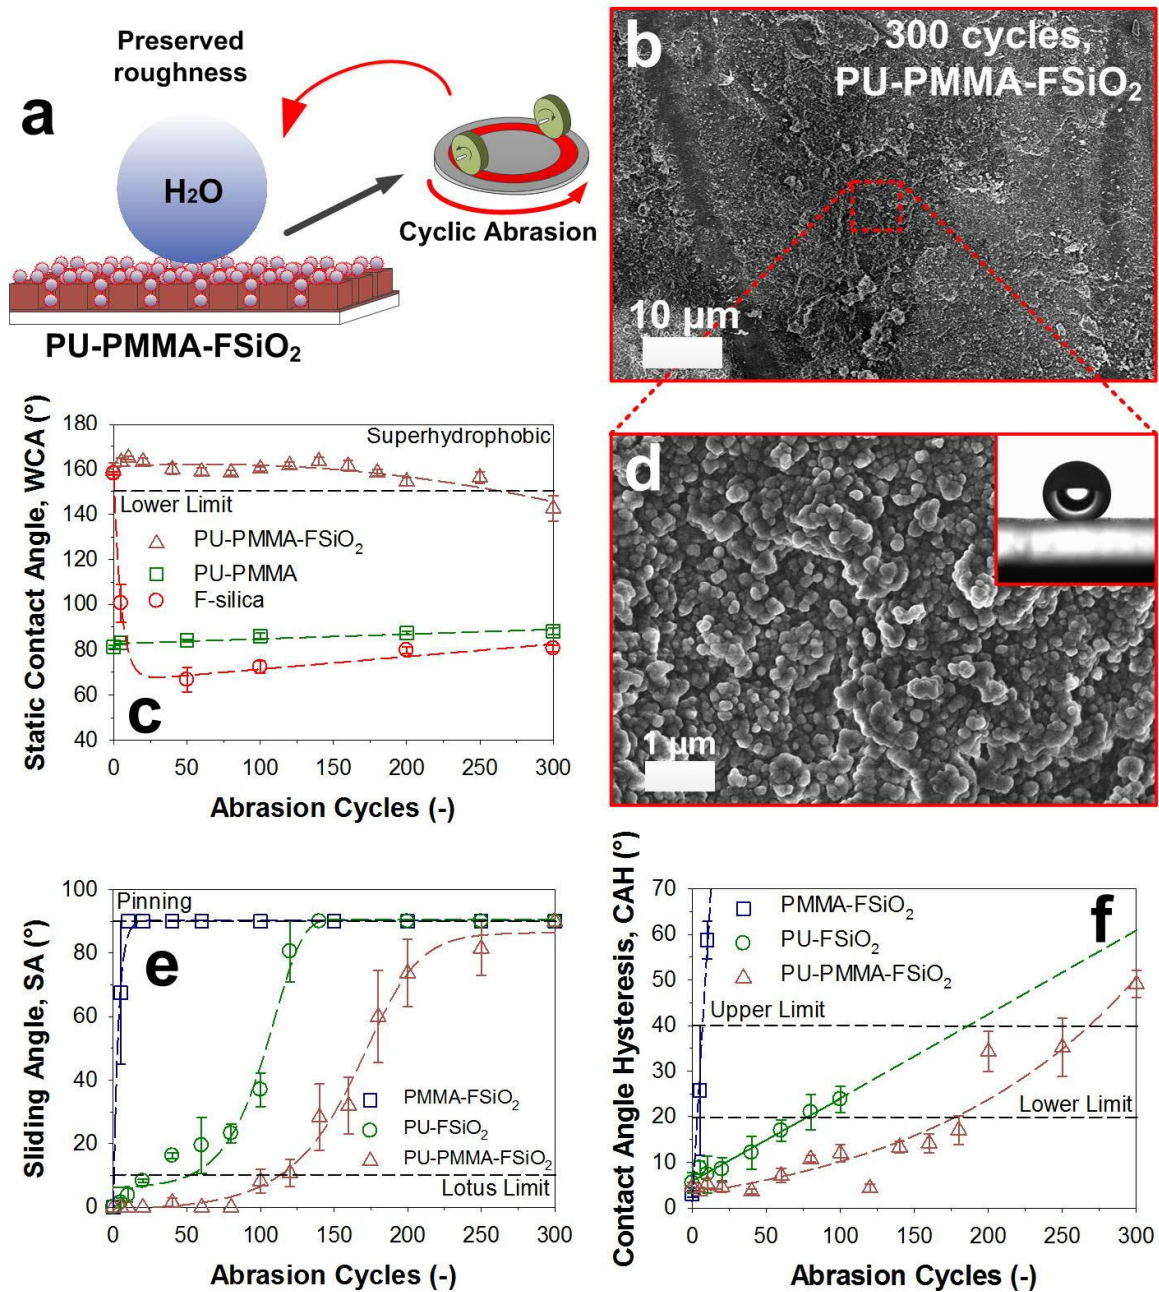 a
Preserved
roughness
H₂O
Cyclic Abrasion
PU-PMMA-FSiO₂
b
300 cycles,
PU-PMMA-FSiO₂
10 µm
Static Contact Angle, WCA (°)
180
160
140
120
100
80
60
40
Superhydrophobic
Lower Limit
PU-PMMA-FSiO₂
PU-PMMA
F-silica
c
0 50 100 150 200 250 300
Abrasion Cycles (-)
d
1 µm
Sliding Angle, SA (°)
100
80
60
40
20
0
Pinning
e
PMMA-FSiO₂
PU-FSiO₂
PU-PMMA-FSiO₂
Lotus Limit
0 50 100 150 200 250 300
Abrasion Cycles (-)
Contact Angle Hysteresis, CAH (°)
70
60
50
40
30
20
10
0
PMMA-FSiO₂
PU-FSiO₂
PU-PMMA-FSiO₂
f
Upper Limit
Lower Limit
0 50 100 150 200 250 300
Abrasion Cycles (-)